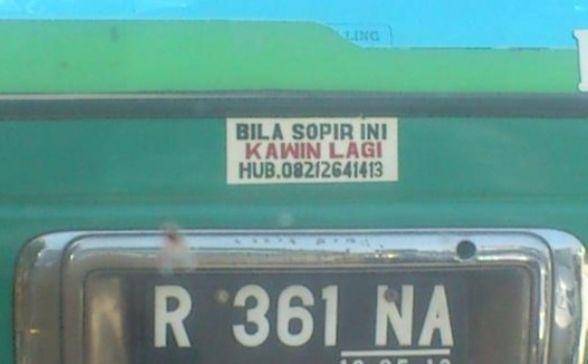 BILA SOPIR INI
KAWIN LAGI
HUB.08212641413
R 361 NA